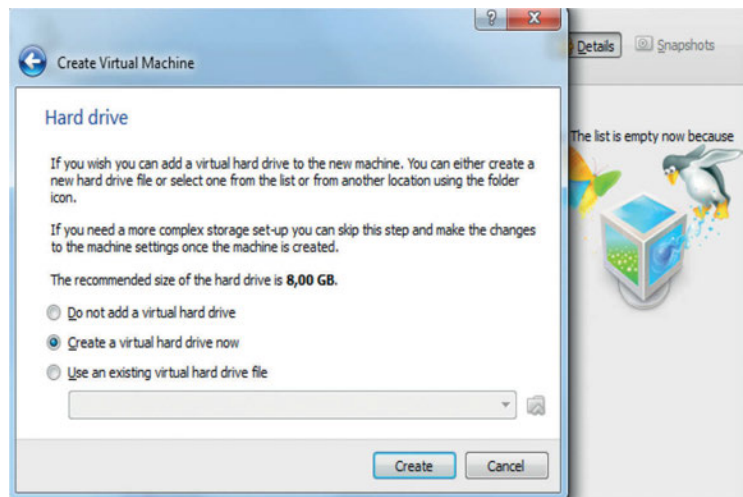 ?
X
Details
Snapshots
Create Virtual Machine
Hard drive
The list is empty now because
If you wish you can add a virtual hard drive to the new machine. You can either create a
new hard drive file or select one from the list or from another location using the folder
icon.
If you need a more complex storage set-up you can skip this step and make the changes
to the machine settings once the machine is created.
The recommended size of the hard drive is 8,00 GB.
Do not add a virtual hard drive
Create a virtual hard drive now
Use an existing virtual hard drive file
Create
Cancel